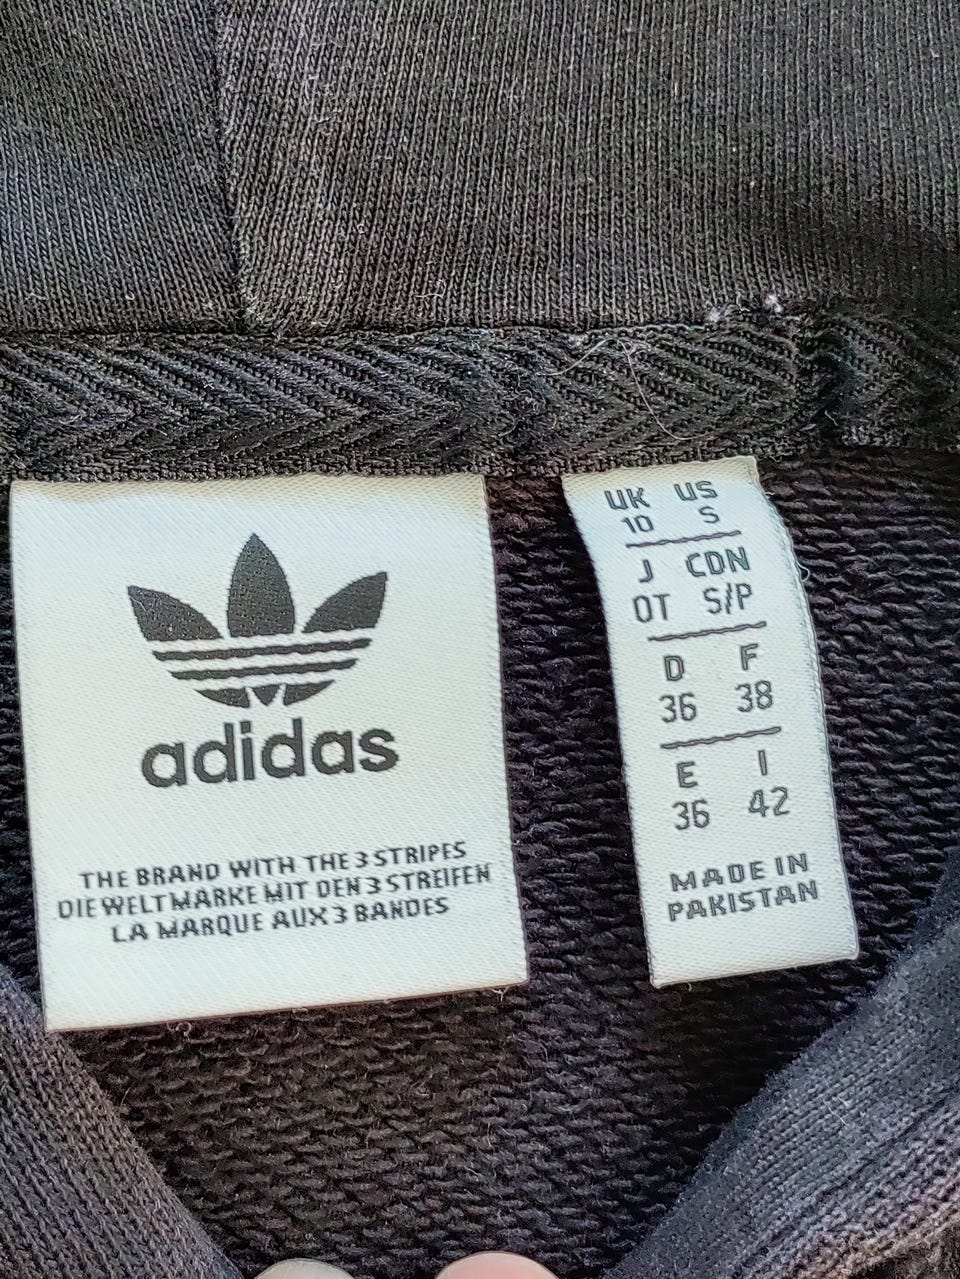 adidas
THE BRAND WITH THE 3 STRIPES
DIE WELTMARKE MIT DEN 3 STREIFEN
LA MARQUE AUX 3 BANDES
UK US
10 S
J CDN
OT S/P
D F
36 38
E I
36 42
MADE IN
PAKISTAN